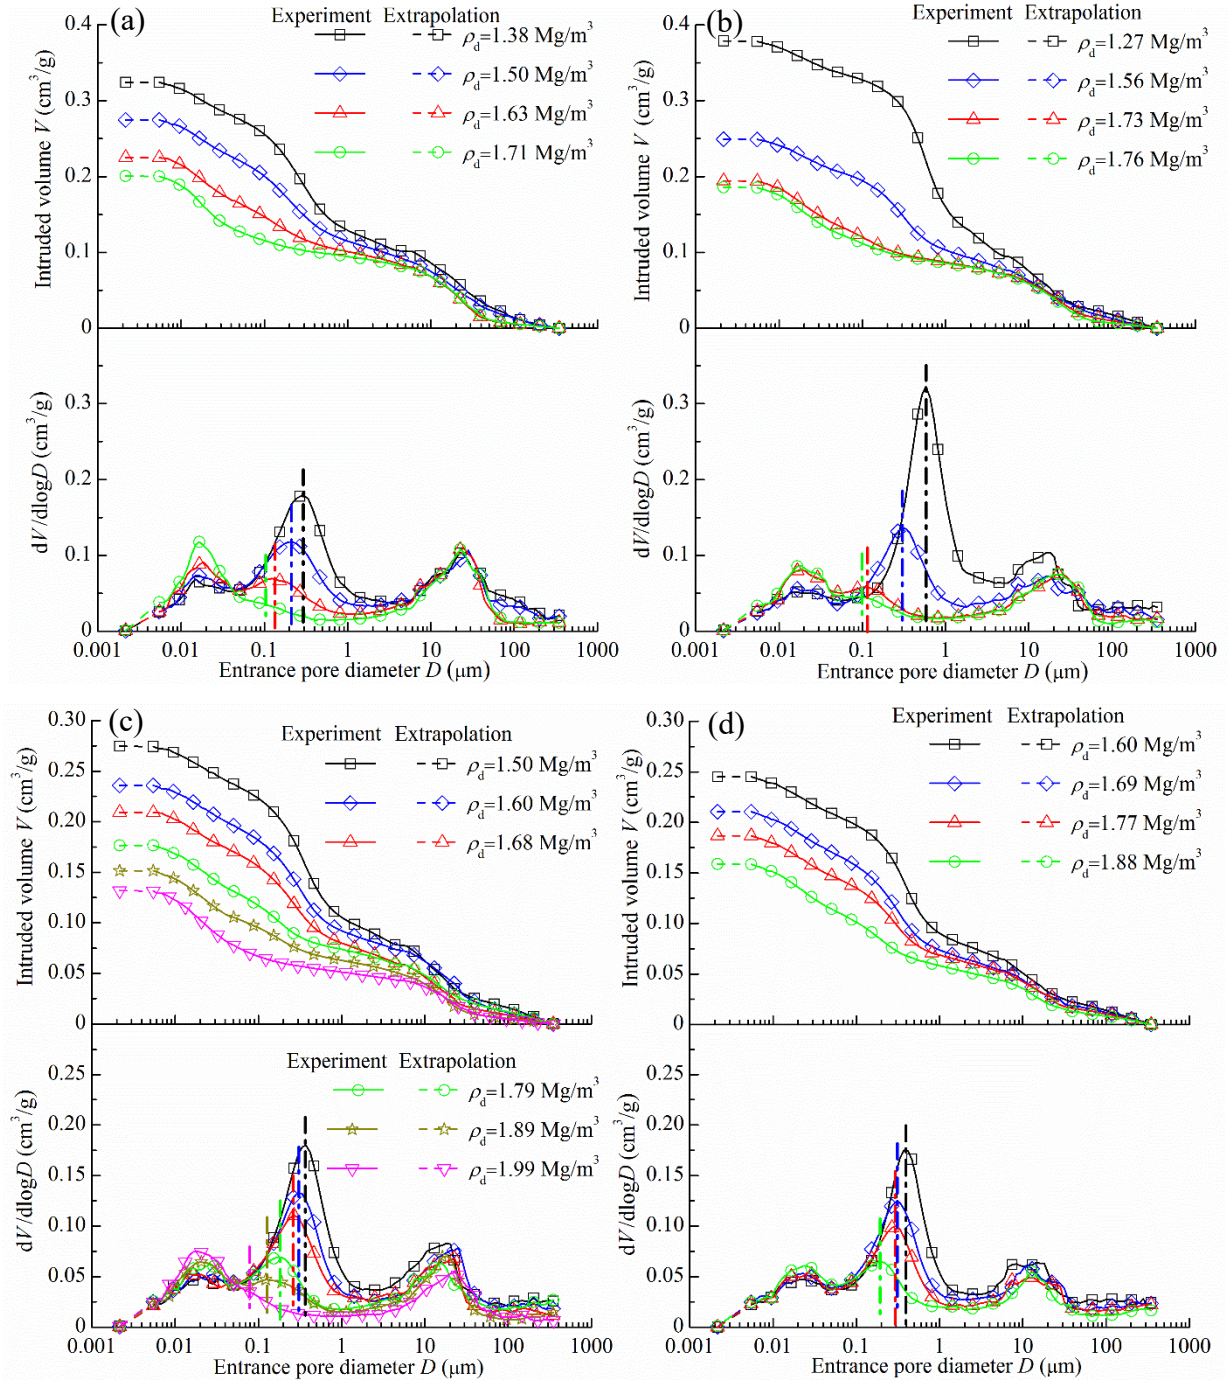 (a)
Experiment Extrapolation
ρd=1.38 Mg/m³
ρd=1.50 Mg/m³
ρd=1.63 Mg/m³
ρd=1.71 Mg/m³
Intruded volume V (cm³/g)
0.4
0.3
0.2
0.1
0
dV/dlogD (cm³/g)
0.3
0.2
0.1
0
0.001 0.01 0.1 1 10 100 1000
Entrance pore diameter D (μm)
(b)
Experiment Extrapolation
ρd=1.27 Mg/m³
ρd=1.56 Mg/m³
ρd=1.73 Mg/m³
ρd=1.76 Mg/m³
Intruded volume V (cm³/g)
0.4
0.3
0.2
0.1
0
dV/dlogD (cm³/g)
0.3
0.2
0.1
0
0.001 0.01 0.1 1 10 100 1000
Entrance pore diameter D (μm)
(c)
Experiment Extrapolation
ρd=1.50 Mg/m³
ρd=1.60 Mg/m³
ρd=1.68 Mg/m³
Intruded volume V (cm³/g)
0.30
0.25
0.20
0.15
0.10
0.05
0
Experiment Extrapolation
ρd=1.79 Mg/m³
ρd=1.89 Mg/m³
ρd=1.99 Mg/m³
dV/dlogD (cm³/g)
0.25
0.20
0.15
0.10
0.05
0
0.001 0.01 0.1 1 10 100 1000
Entrance pore diameter D (μm)
(d)
Experiment Extrapolation
ρd=1.60 Mg/m³
ρd=1.69 Mg/m³
ρd=1.77 Mg/m³
ρd=1.88 Mg/m³
Intruded volume V (cm³/g)
0.30
0.25
0.20
0.15
0.10
0.05
0
dV/dlogD (cm³/g)
0.25
0.20
0.15
0.10
0.05
0
0.001 0.01 0.1 1 10 100 1000
Entrance pore diameter D (μm)